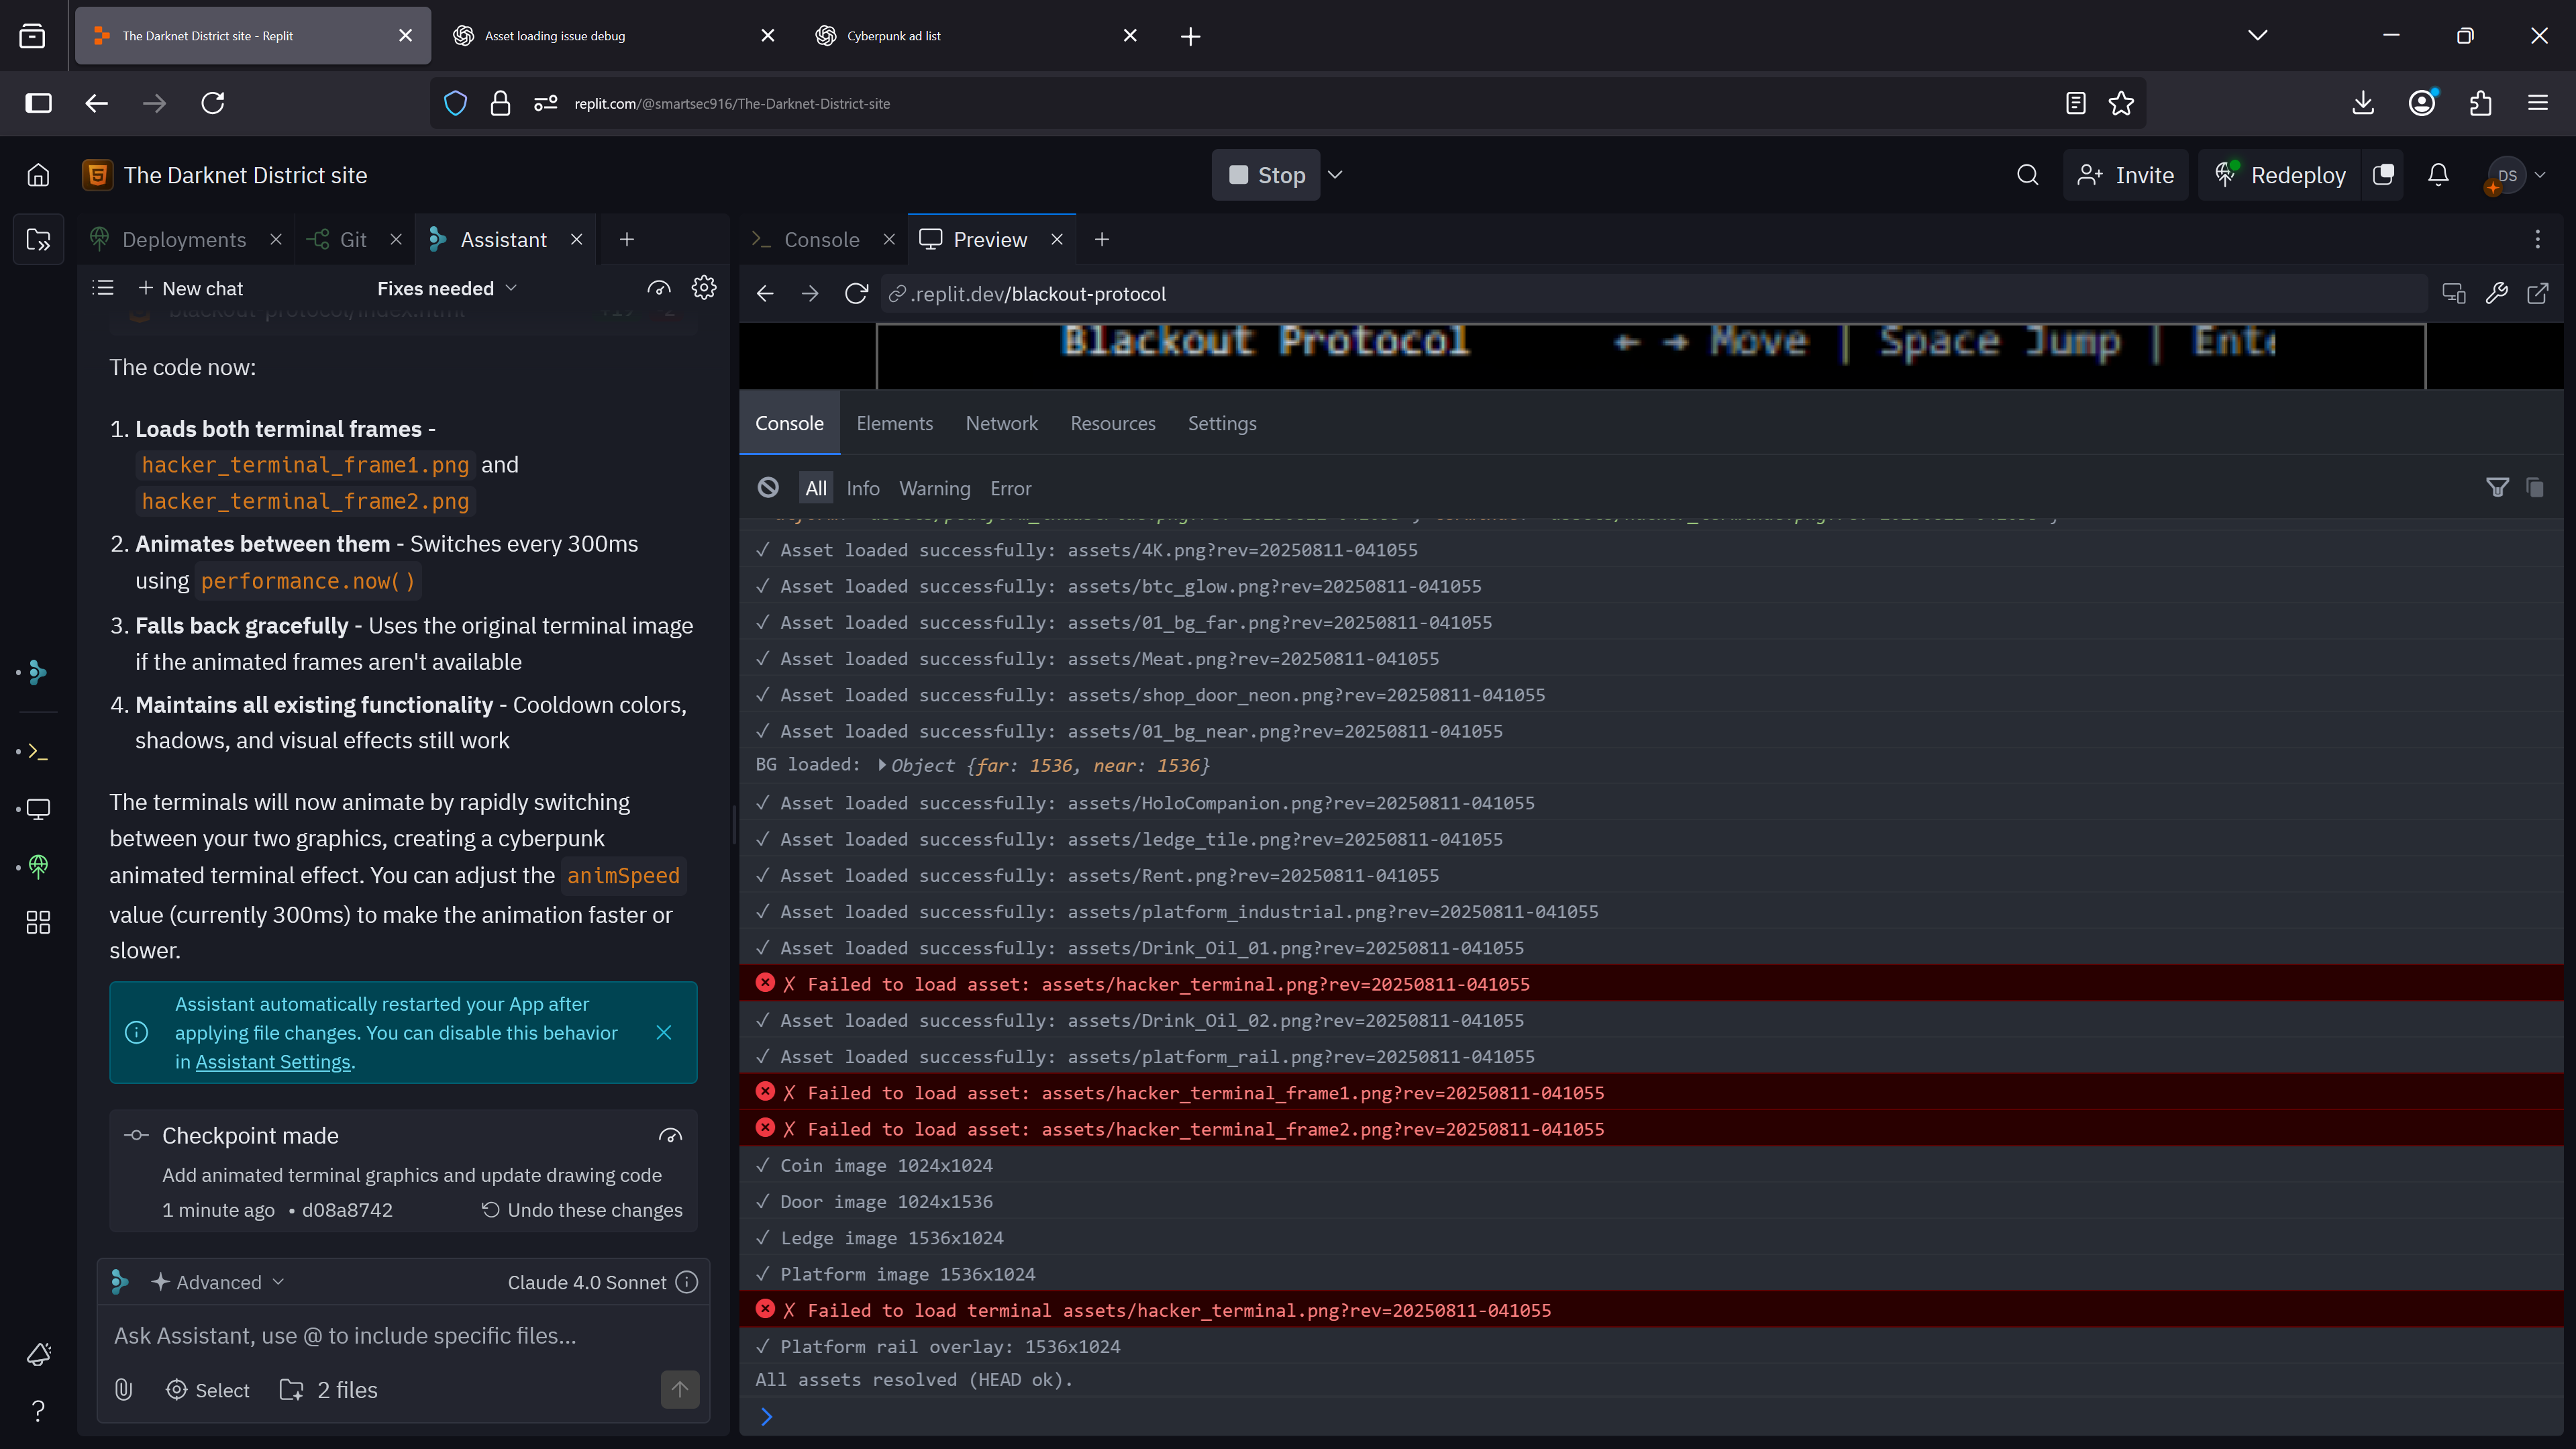 The Darknet District site - Replit
Asset loading issue debug
Cyberpunk ad list
replit.com/@smartsec916/The-Darknet-District-site
The Darknet District site
Stop
Invite
Redeploy
DS
Deployments
Git
Assistant
Console
Preview
New chat
Fixes needed
.replit.dev/blackout-protocol
blackout-protocol/index.html
The code now:
1. Loads both terminal frames -
hacker_terminal_frame1.png and
hacker_terminal_frame2.png
2. Animates between them - Switches every 300ms
using performance.now()
3. Falls back gracefully - Uses the original terminal image
if the animated frames aren't available
4. Maintains all existing functionality - Cooldown colors,
shadows, and visual effects still work
The terminals will now animate by rapidly switching
between your two graphics, creating a cyberpunk
animated terminal effect. You can adjust the animSpeed
value (currently 300ms) to make the animation faster or
slower.
Assistant automatically restarted your App after
applying file changes. You can disable this behavior
in Assistant Settings.
Checkpoint made
Add animated terminal graphics and update drawing code
1 minute ago • d08a8742
Undo these changes
Advanced
Claude 4.0 Sonnet
Ask Assistant, use @ to include specific files...
Select
2 files
Blackout Protocol ← → Move | Space Jump | Ente
Console
Elements
Network
Resources
Settings
All
Info
Warning
Error
✓ Asset loaded successfully: assets/4K.png?rev=20250811-041055
✓ Asset loaded successfully: assets/btc_glow.png?rev=20250811-041055
✓ Asset loaded successfully: assets/01_bg_far.png?rev=20250811-041055
✓ Asset loaded successfully: assets/Meat.png?rev=20250811-041055
✓ Asset loaded successfully: assets/shop_door_neon.png?rev=20250811-041055
✓ Asset loaded successfully: assets/01_bg_near.png?rev=20250811-041055
BG loaded: Object {far: 1536, near: 1536}
✓ Asset loaded successfully: assets/HoloCompanion.png?rev=20250811-041055
✓ Asset loaded successfully: assets/ledge_tile.png?rev=20250811-041055
✓ Asset loaded successfully: assets/Rent.png?rev=20250811-041055
✓ Asset loaded successfully: assets/platform_industrial.png?rev=20250811-041055
✓ Asset loaded successfully: assets/Drink_Oil_01.png?rev=20250811-041055
✗ Failed to load asset: assets/hacker_terminal.png?rev=20250811-041055
✓ Asset loaded successfully: assets/Drink_Oil_02.png?rev=20250811-041055
✓ Asset loaded successfully: assets/platform_rail.png?rev=20250811-041055
✗ Failed to load asset: assets/hacker_terminal_frame1.png?rev=20250811-041055
✗ Failed to load asset: assets/hacker_terminal_frame2.png?rev=20250811-041055
✓ Coin image 1024x1024
✓ Door image 1024x1536
✓ Ledge image 1536x1024
✓ Platform image 1536x1024
✗ Failed to load terminal assets/hacker_terminal.png?rev=20250811-041055
✓ Platform rail overlay: 1536x1024
All assets resolved (HEAD ok).